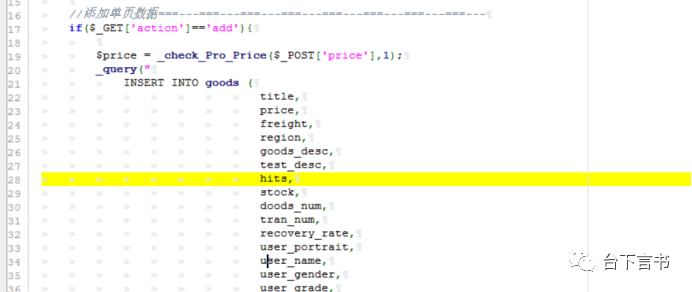 15
16 //添加单页数据===---===---===---===---===---===---===---
17 if($_GET['action']=='add'){
18
19 $price = _check_Pro_Price($_POST['price'],1);
20 _query("
21 INSERT INTO goods (
22 title,
23 price,
24 freight,
25 region,
26 goods_desc,
27 test_desc,
28 hits,
29 stock,
30 doods_num,
31 tran_num,
32 recovery_rate,
33 user_portrait,
34 user_name,
35 user_gender,
36 user_grade,
台下言书